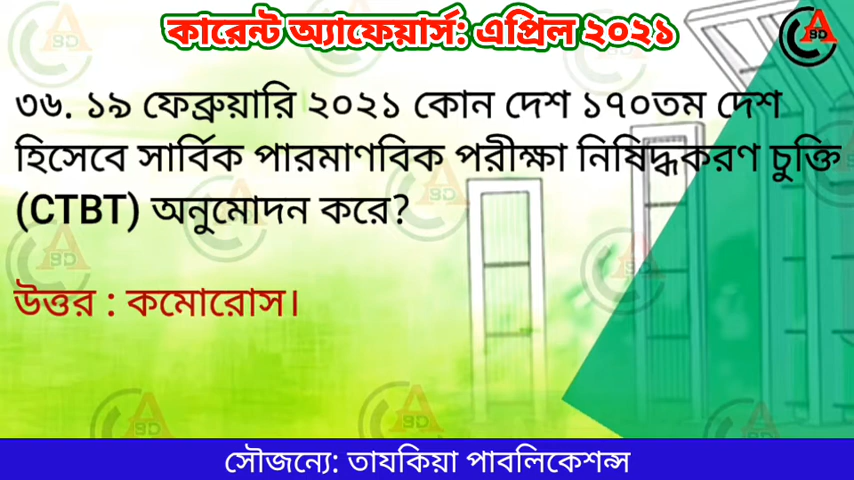 কারেন্ট অ্যাফেয়ার্স: এপ্রিল ২০২১
৩৬. ১৯ ফেব্রুয়ারি ২০২১ কোন দেশ ১৭০তম দেশ
হিসেবে সার্বিক পারমাণবিক পরীক্ষা নিষিদ্ধকরণ চুক্তি
(CTBT) অনুমোদন করে?
উত্তর : কমোরোস।
সৌজন্যে: তাযকিয়া পাবলিকেশন্স